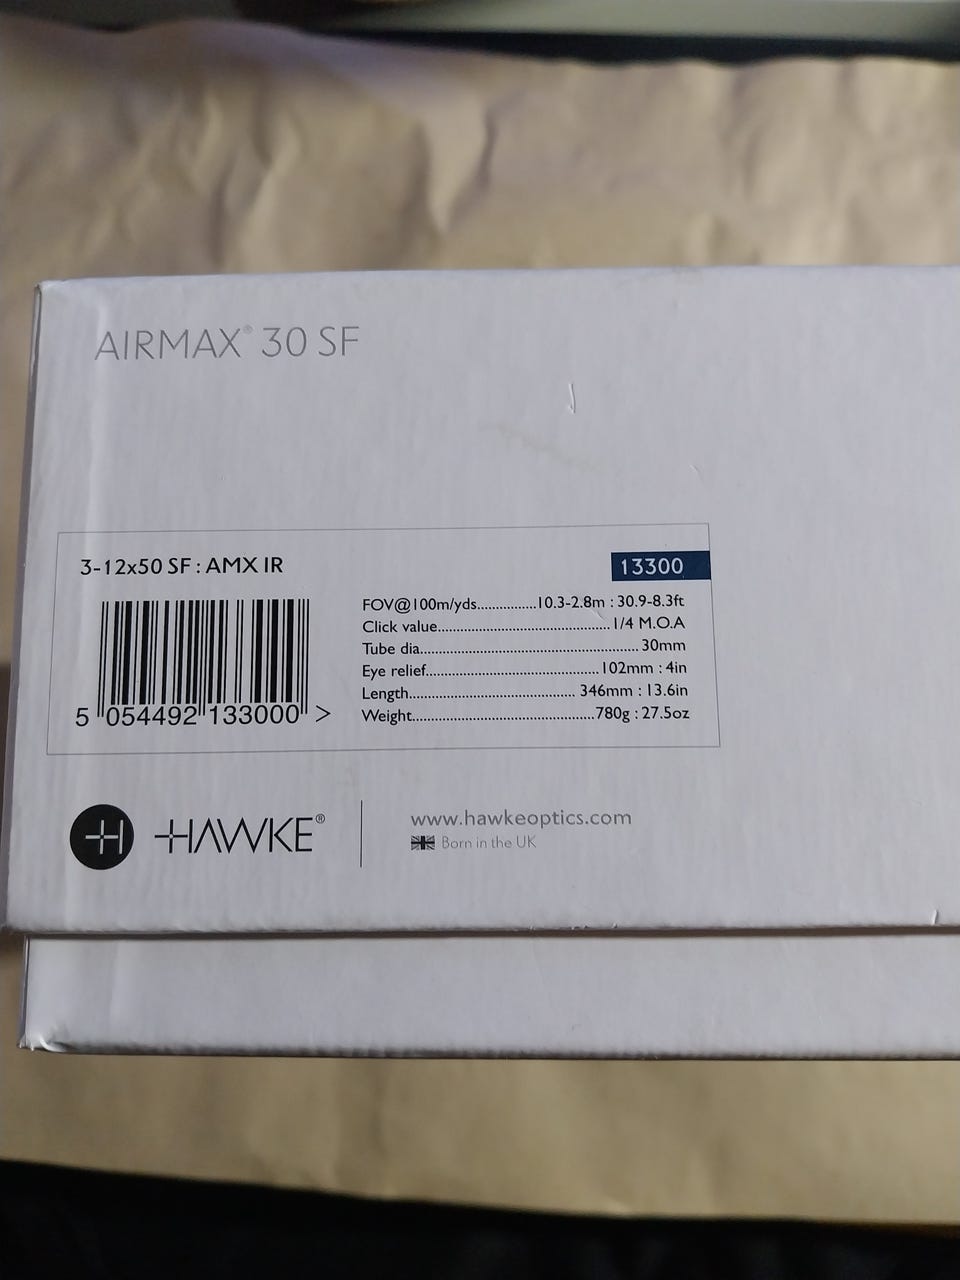 AIRMAX® 30 SF
3-12x50 SF : AMX IR
13300
FOV@100m/yds...............10.3-2.8m : 30.9-8.3ft
Click value............................................1/4 M.O.A
Tube dia........................................................30mm
Eye relief............................................102mm : 4in
Length..........................................346mm : 13.6in
Weight..............................................780g : 27.5oz
5 054492 133000 >
HAWKE®
www.hawkeoptics.com
Born in the UK